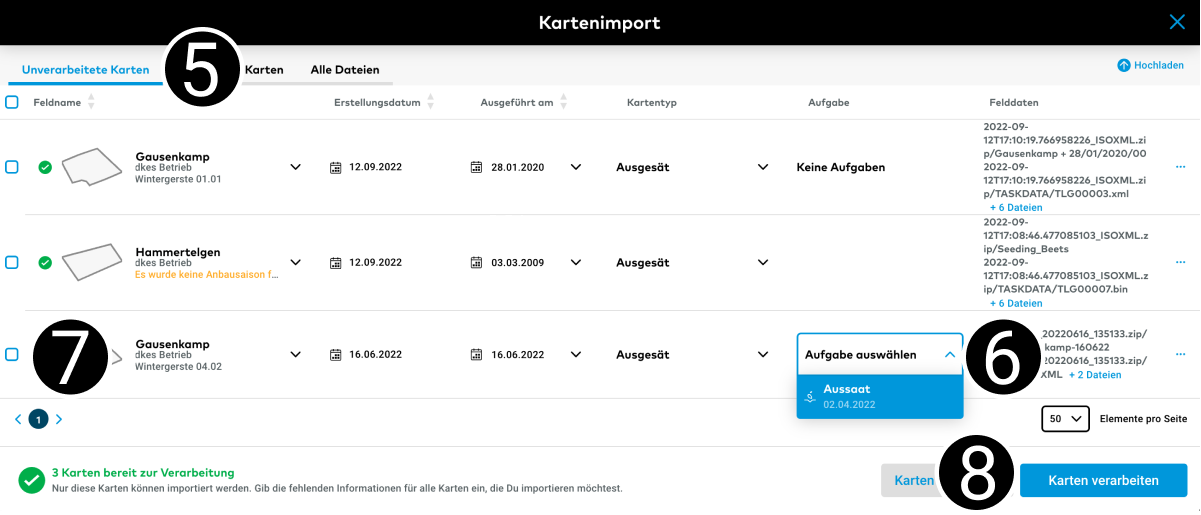 Kartenimport
Unverarbeitete Karten
5
Karten
Alle Dateien
Hochladen
Feldname
Erstellungsdatum
Ausgeführt am
Kartentyp
Aufgabe
Felddaten
Gausenkamp
dkes Betrieb
Wintergerste 01.01
12.09.2022
28.01.2020
Ausgesät
Keine Aufgaben
2022-09-
12T17:10:19.766958226_ISOXML.zi
p/Gausenkamp + 28/01/2020/00
2022-09-
12T17:10:19.766958226_ISOXML.zi
p/TASKDATA/TLG00003.xml
+ 6 Dateien
...
Hammertelgen
dkes Betrieb
Es wurde keine Anbausaison f...
12.09.2022
03.03.2009
Ausgesät
2022-09-
12T17:08:46.477085103_ISOXML.z
ip/Seeding_Beets
2022-09-
12T17:08:46.477085103_ISOXML.z
ip/TASKDATA/TLG00007.bin
+ 6 Dateien
...
7
Gausenkamp
dkes Betrieb
Wintergerste 04.02
16.06.2022
16.06.2022
Ausgesät
Aufgabe auswählen
Aussaat
02.04.2022
6
_20220616_135133.zip/
kamp-160622
20220616_135133.zip/
XML + 2 Dateien
...
1
50
Elemente pro Seite
3 Karten bereit zur Verarbeitung
Nur diese Karten können importiert werden. Gib die fehlenden Informationen für alle Karten ein, die Du importieren möchtest.
Karten
8
Karten verarbeiten